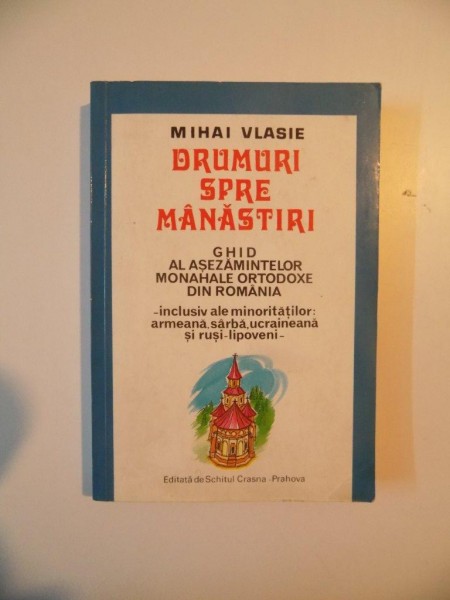 MIHAI VLASIE
DRUMURI
SPRE
MÂNĂSTIRI
GHID
AL AȘEZĂMINTELOR
MONAHALE ORTODOXE
DIN ROMÂNIA
-inclusiv ale minorităților:
armeană, sârbă, ucraineană
și ruși-lipoveni-
Editată de Schitul Crasna-Prahova